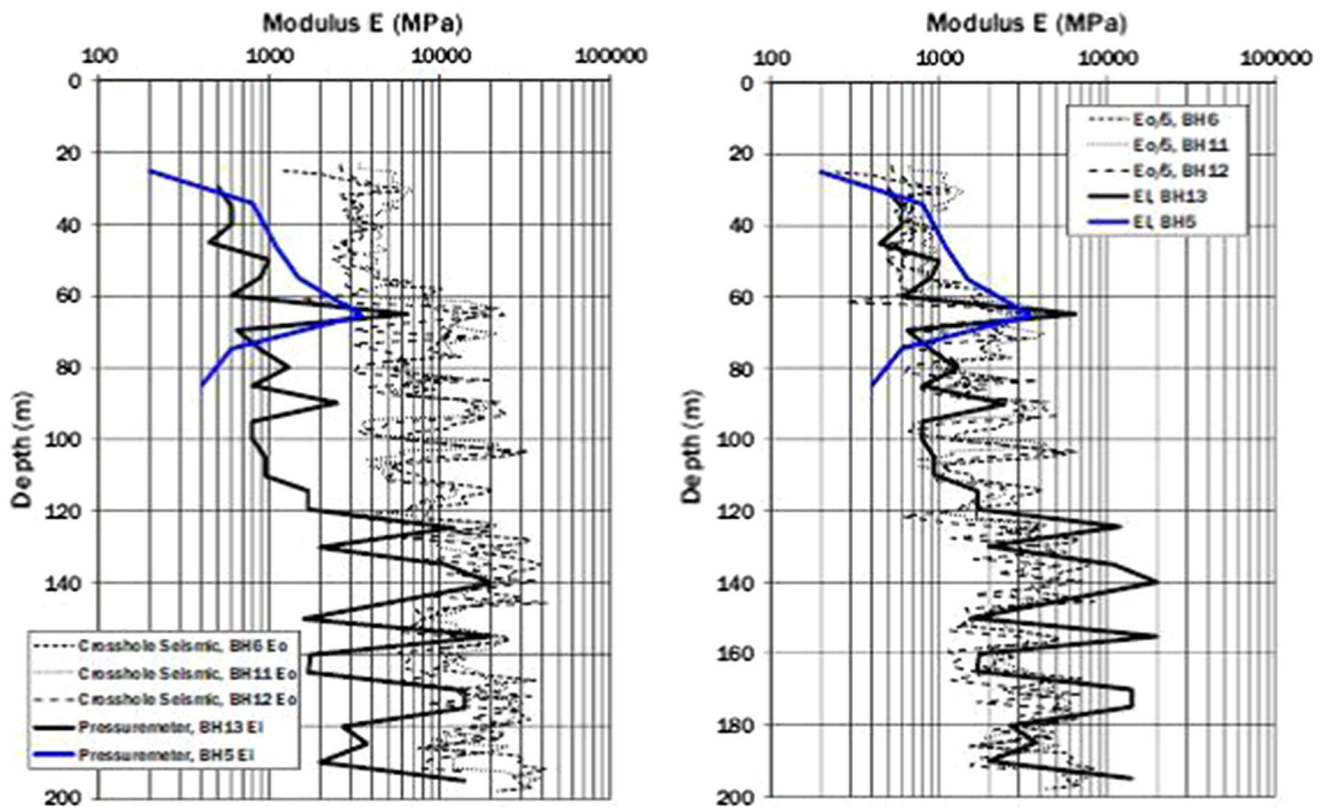 Modulus E (MPa)
100 1000 10000 100000
0
20
40
60
80
100
120
140
160
180
200
Depth (m)
Crosshole Seismic, BH6 Eo
Crosshole Seismic, BH11 Eo
Crosshole Seismic, BH12 Eo
Pressuremeter, BH13 Ei
Pressuremeter, BH5 Ei
Modulus E (MPa)
100 1000 10000 100000
0
20
40
60
80
100
120
140
160
180
200
Depth (m)
Eo/5, BH6
Eo/5, BH11
Eo/5, BH12
Ei, BH13
Ei, BH5